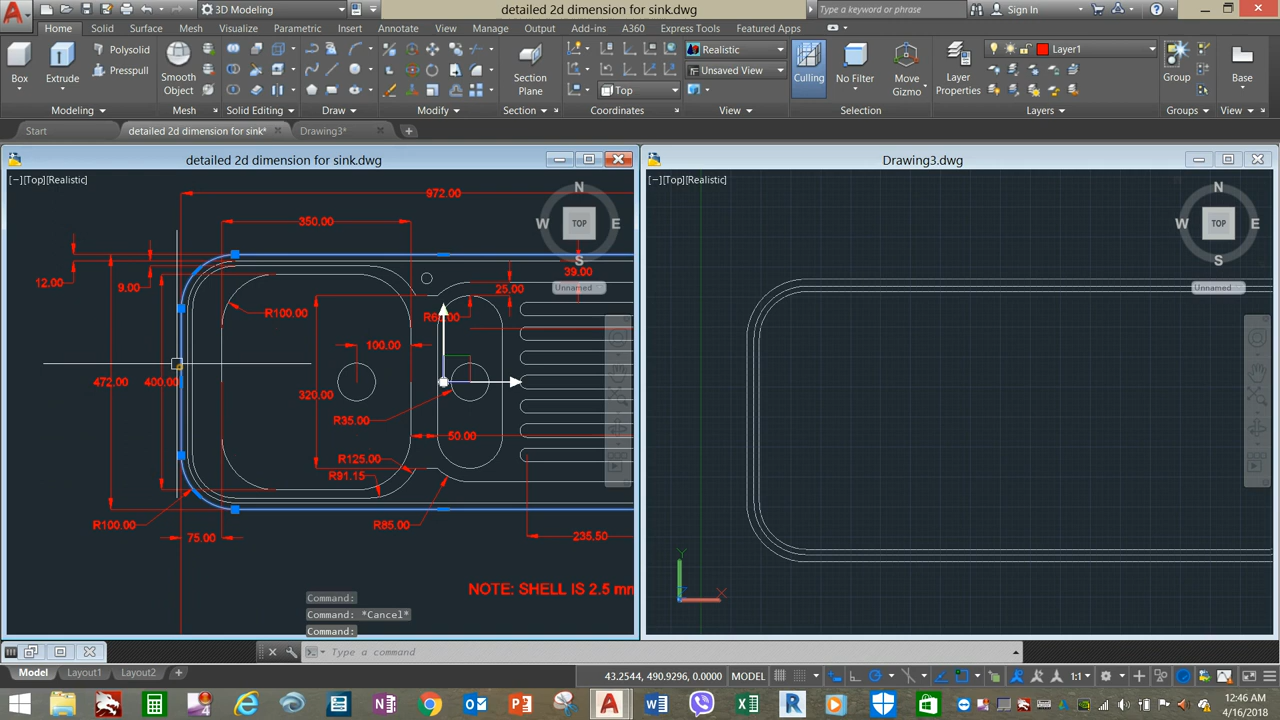 3D Modeling
detailed 2d dimension for sink.dwg
Type a keyword or phrase
Sign In
Home Solid Surface Mesh Visualize Parametric Insert Annotate View Manage Output Add-ins A360 Express Tools Featured Apps
Box
Extrude
Polysolid
Presspull
Smooth Object
Section Plane
Realistic
Unsaved View
Top
Culling
No Filter
Move Gizmo
Layer Properties
Layer1
Group
Base
Modeling Mesh Solid Editing Draw Modify Section Coordinates View Selection Layers Groups View
Start
detailed 2d dimension for sink*
Drawing3*
detailed 2d dimension for sink.dwg
[−][Top][Realistic]
972.00
350.00
12.00
9.00
39.00
25.00
R100.00
100.00
472.00
400.00
320.00
R35.00
50.00
R125.00
R91.15
R100.00
R85.00
75.00
235.50
NOTE: SHELL IS 2.5
N
W
TOP
E
S
Unnamed
Command:
Command: *Cancel*
Command:
Drawing3.dwg
[−][Top][Realistic]
N
W
TOP
E
S
Unnamed
Y
X
Type a command
Model Layout1 Layout2
43.2544, 490.9296, 0.0000 MODEL
1:1
12:46 AM
4/16/2018